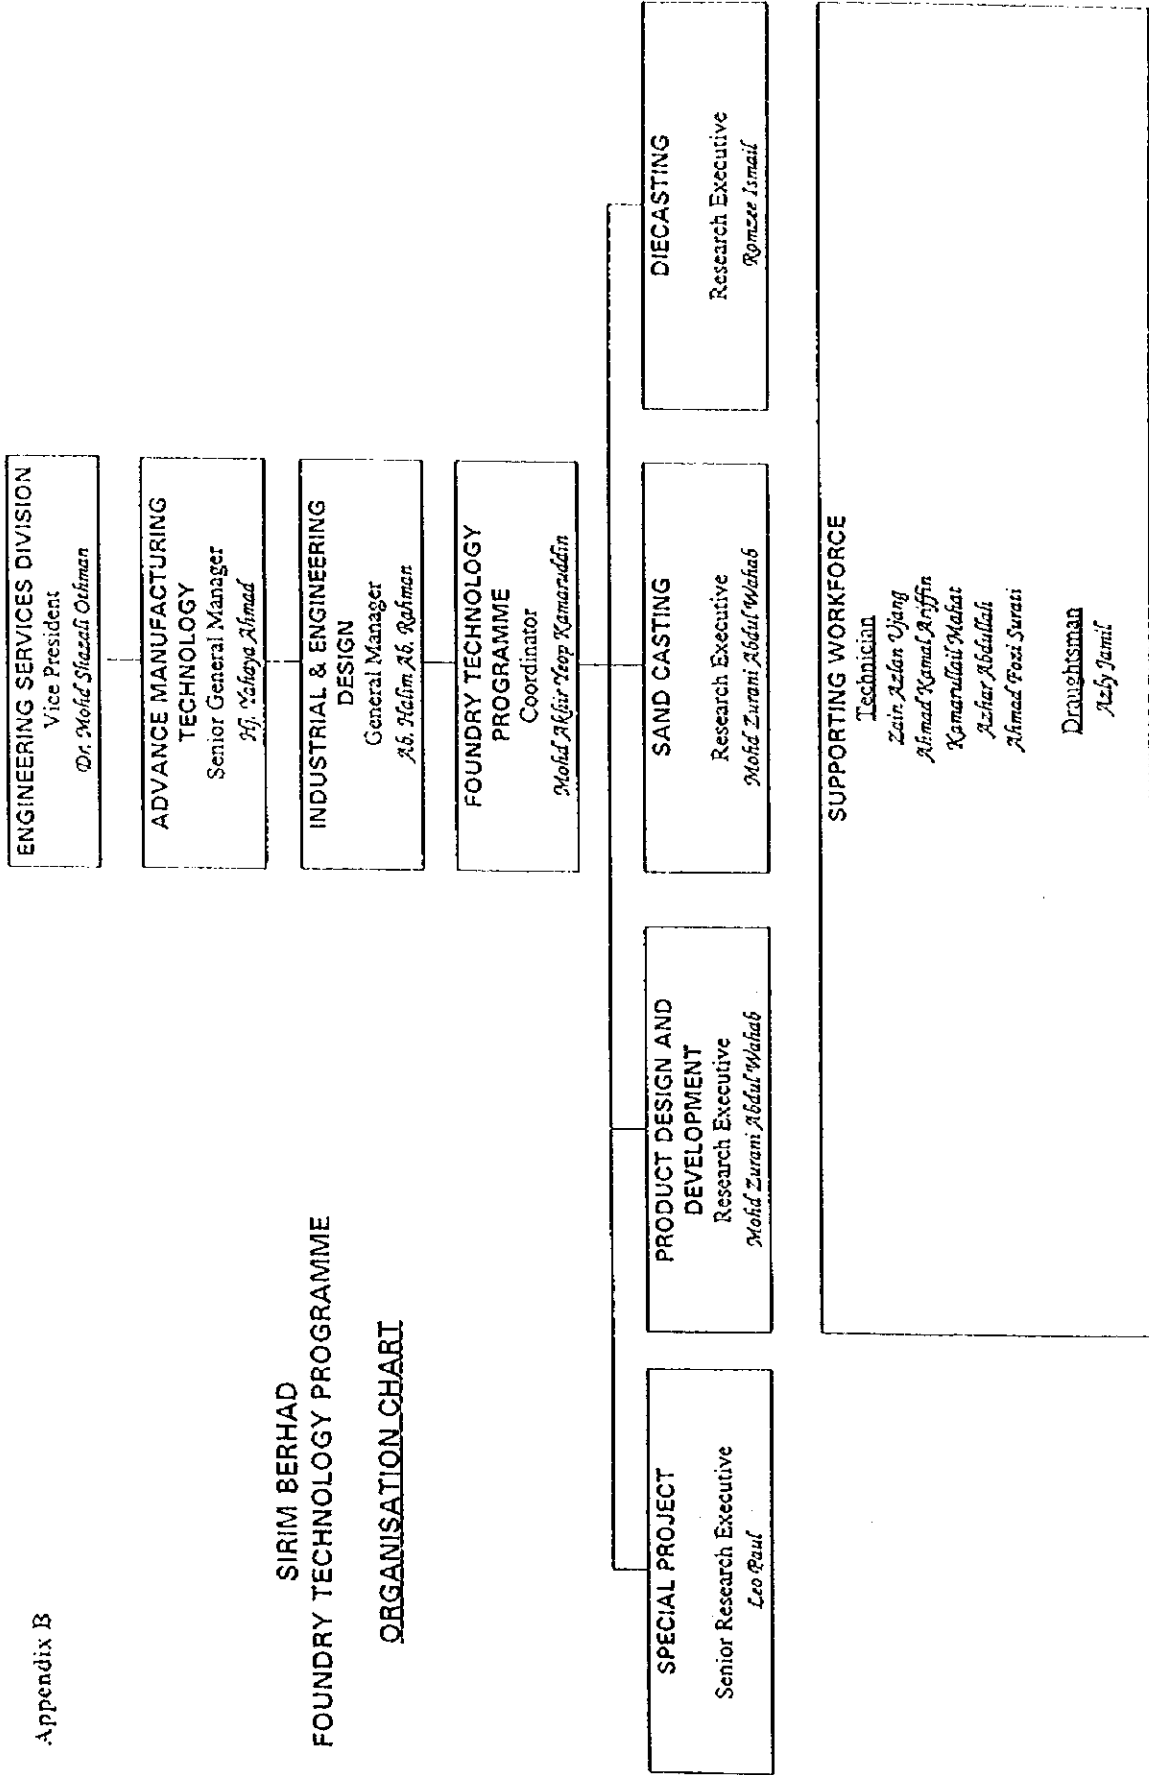 Appendix B
SIRIM BERHAD
FOUNDRY TECHNOLOGY PROGRAMME
ORGANISATION CHART
ENGINEERING SERVICES DIVISION
Vice President
Dr. Mohd Shazali Othman
ADVANCE MANUFACTURING
TECHNOLOGY
Senior General Manager
Hj. Yahaya Ahmad
INDUSTRIAL & ENGINEERING
DESIGN
General Manager
Ab. Halim Ab. Rahman
FOUNDRY TECHNOLOGY
PROGRAMME
Coordinator
Mohd Akhir Yeop Kamaruddin
SPECIAL PROJECT
Senior Research Executive
Leo Paul
PRODUCT DESIGN AND
DEVELOPMENT
Research Executive
Mohd Zurani Abdul Wahab
SAND CASTING
Research Executive
Mohd Zurani Abdul Wahab
DIECASTING
Research Executive
Romzee Ismail
SUPPORTING WORKFORCE
Technician
Zain Azlan Ujang
Ahmad Kamal Ariffin
Kamarullail Mahat
Azhar Abdullah
Ahmad Fozi Surati
Draughtsman
Azly Jamil